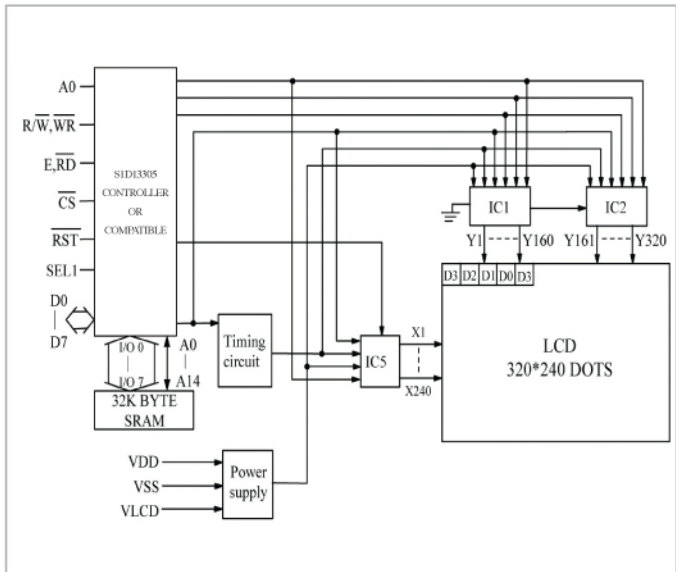 A0
R/W,WR
E,RD
CS
RST
SEL1
D0
D7
S1D13305
CONTROLLER
OR
COMPATIBLE
I/O 0
I/O 7
A0
A14
32K BYTE
SRAM
Timing
circuit
VDD
VSS
VLCD
Power
supply
IC5
X1
X240
IC1
IC2
Y1
Y160
Y161
Y320
D3 D2 D1 D0 D3
LCD
320*240 DOTS